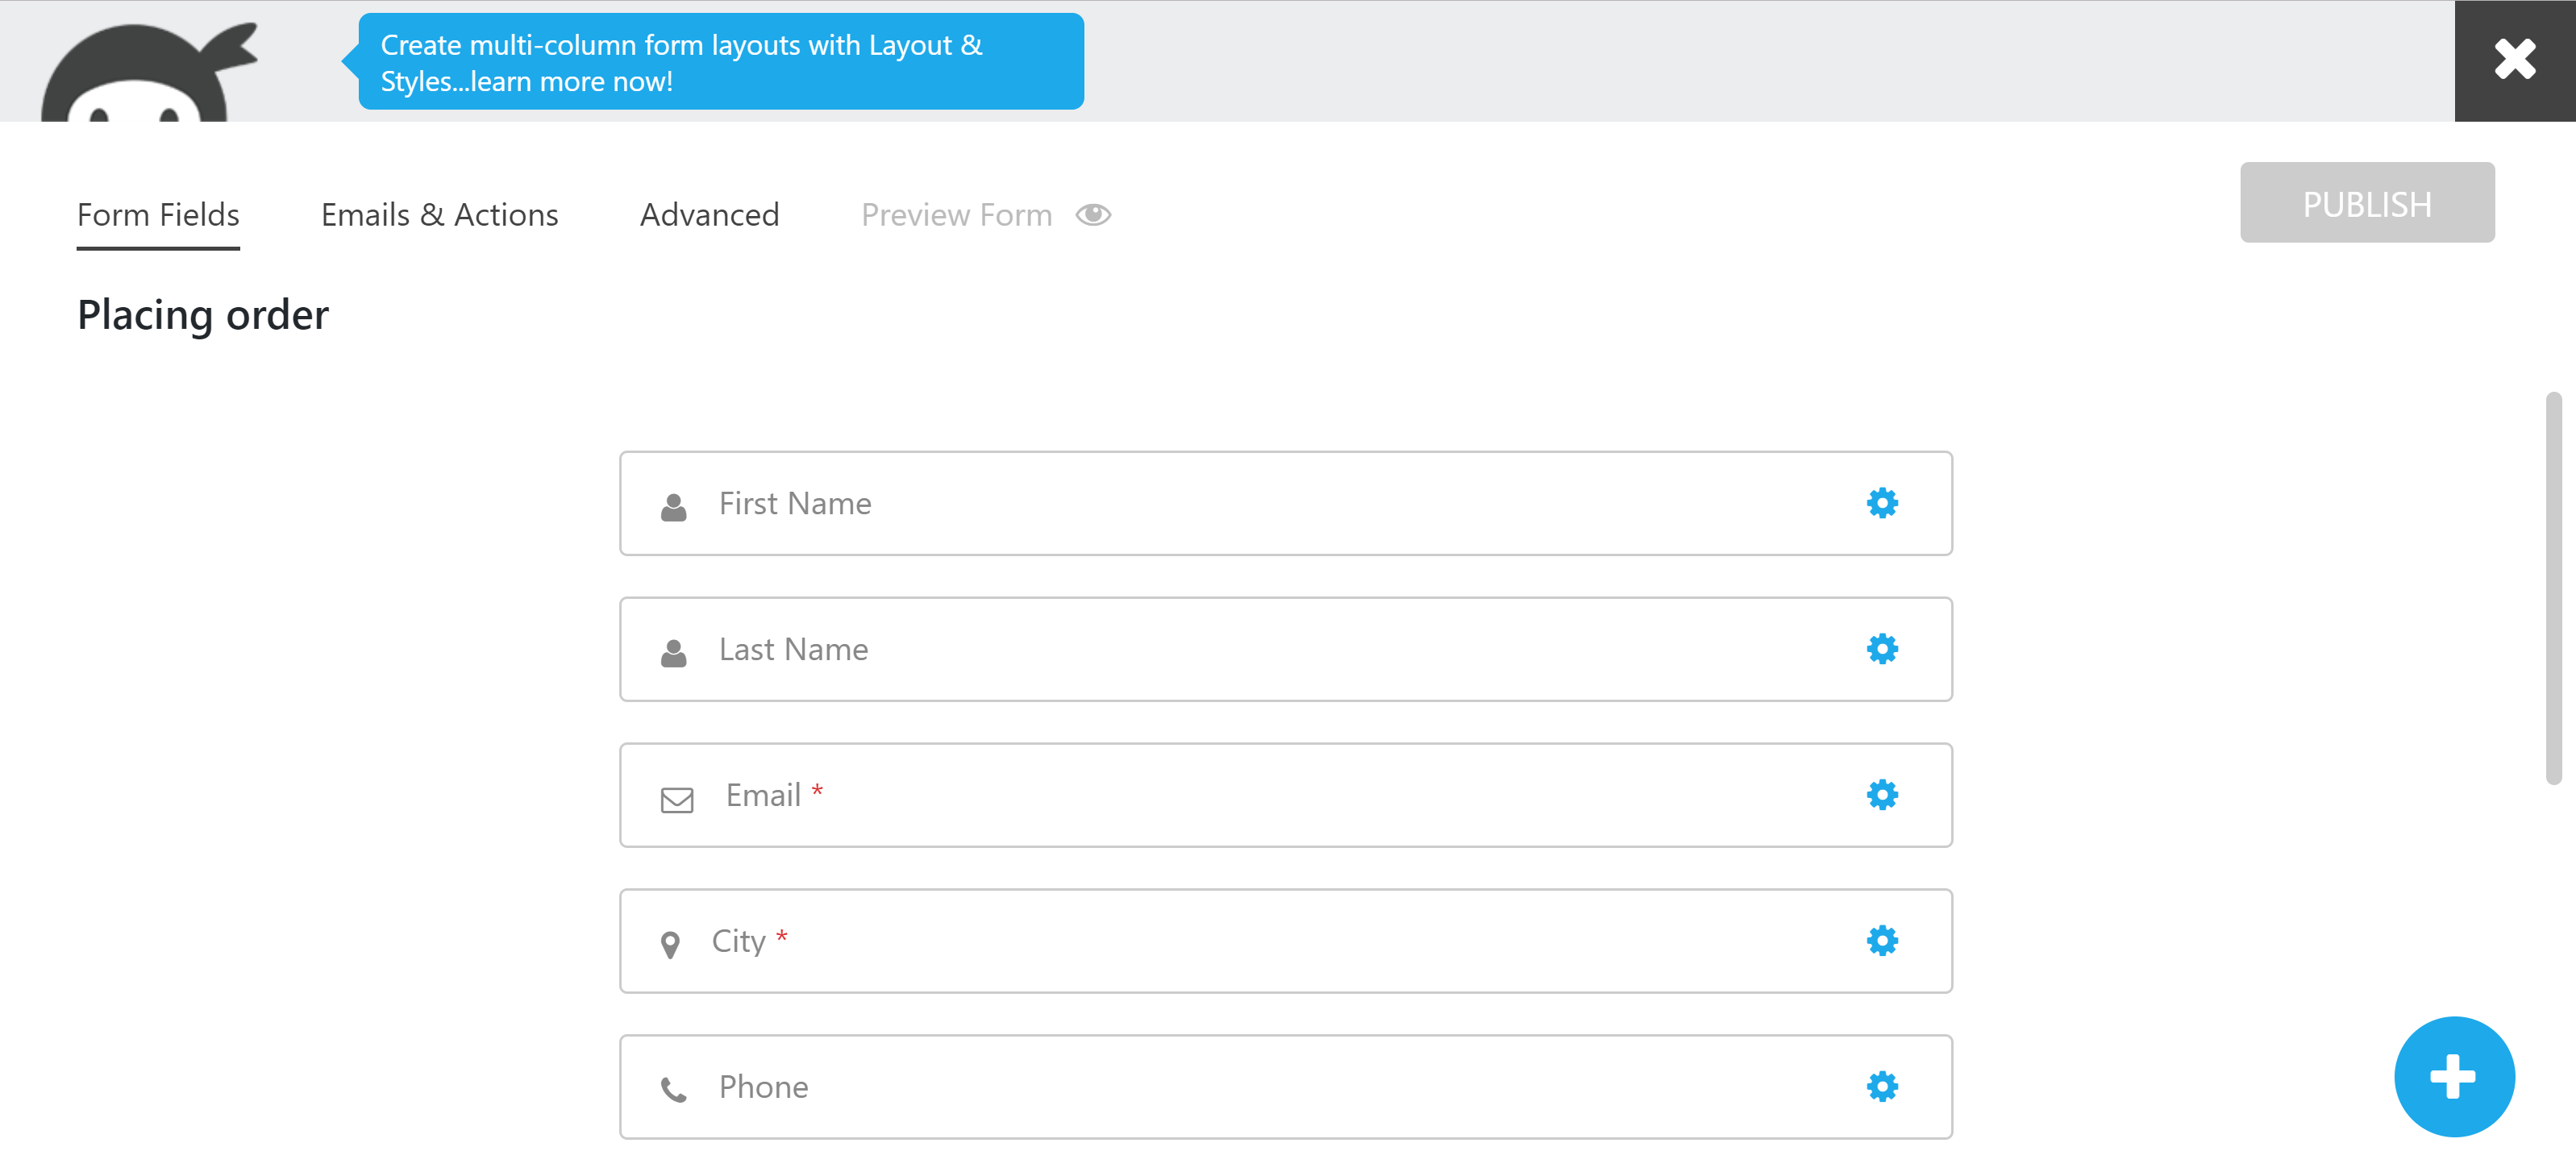 Create multi-column form layouts with Layout &
Styles...learn more now!
Form Fields
Emails & Actions
Advanced
Preview Form
PUBLISH
Placing order
First Name
Last Name
Email *
City *
Phone